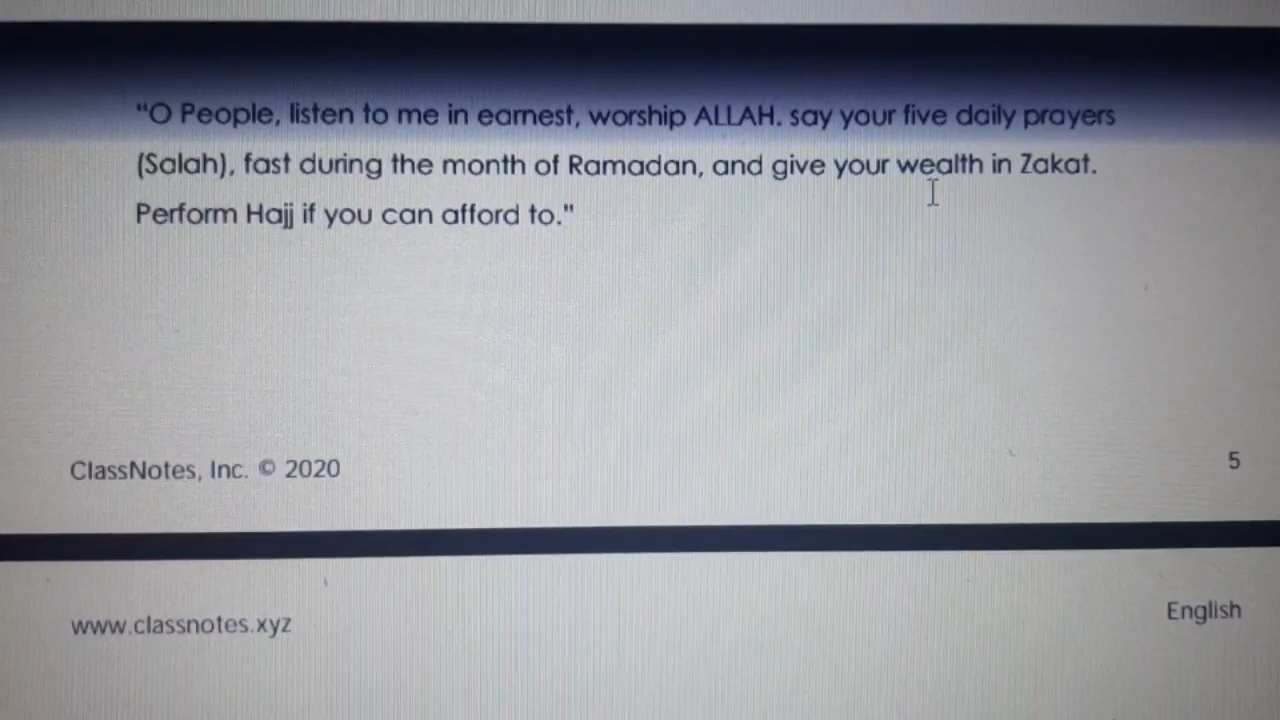 "O People, listen to me in earnest, worship ALLAH. say your five daily prayers
(Salah), fast during the month of Ramadan, and give your wealth in Zakat.
Perform Hajj if you can afford to."
ClassNotes, Inc. © 2020
5
www.classnotes.xyz
English